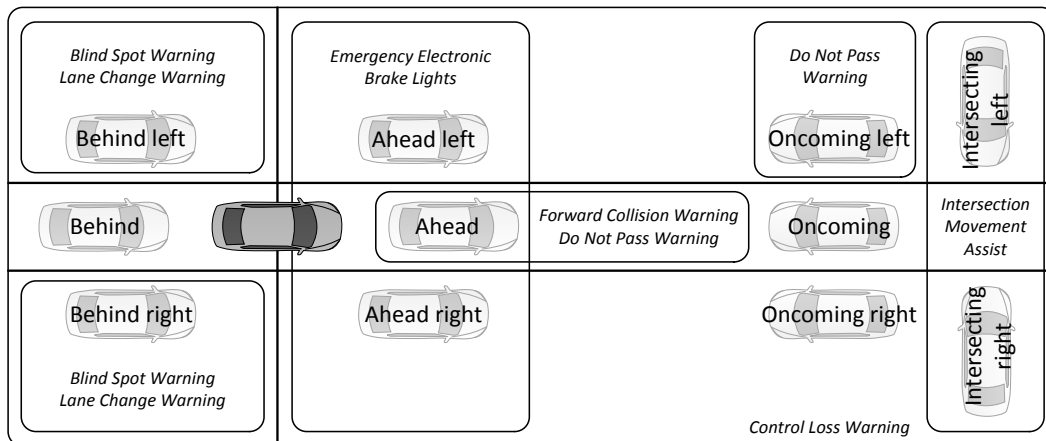 Blind Spot Warning
Lane Change Warning
Emergency Electronic
Brake Lights
Do Not Pass
Warning
Behind left
Ahead left
Oncoming left
Intersecting
left
Behind
Ahead
Forward Collision Warning
Do Not Pass Warning
Oncoming
Intersection
Movement
Assist
Behind right
Ahead right
Oncoming right
Intersecting
right
Blind Spot Warning
Lane Change Warning
Control Loss Warning